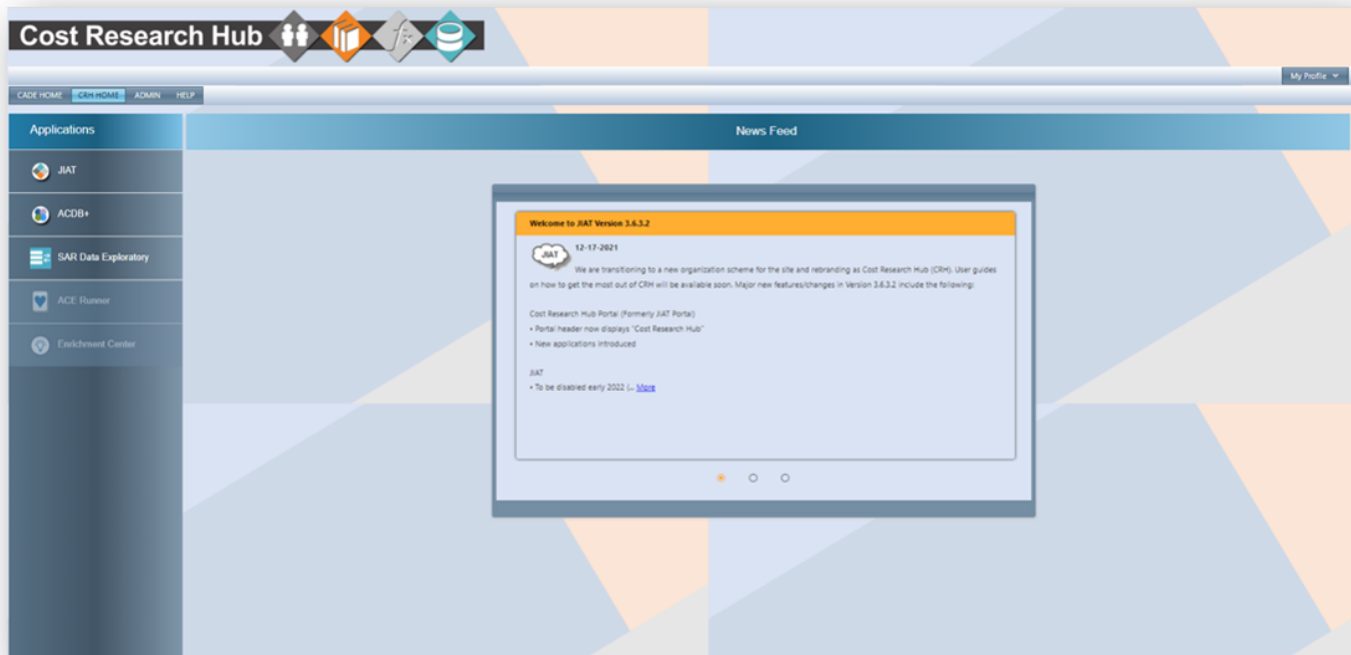 Cost Research Hub
My Profile
CADE HOME CRH HOME ADMIN HELP
Applications
News Feed
JIAT
ACDB+
SAR Data Exploratory
ACE Runner
Enrichment Center
Welcome to JIAT Version 3.6.3.2
JIAT
12-17-2021
We are transitioning to a new organization scheme for the site and rebranding as Cost Research Hub (CRH). User guides
on how to get the most out of CRH will be available soon. Major new features/changes in Version 3.6.3.2 include the following:
Cost Research Hub Portal (Formerly JIAT Portal)
• Portal header now displays "Cost Research Hub"
• New applications introduced
JIAT
• To be disabled early 2022 (... More